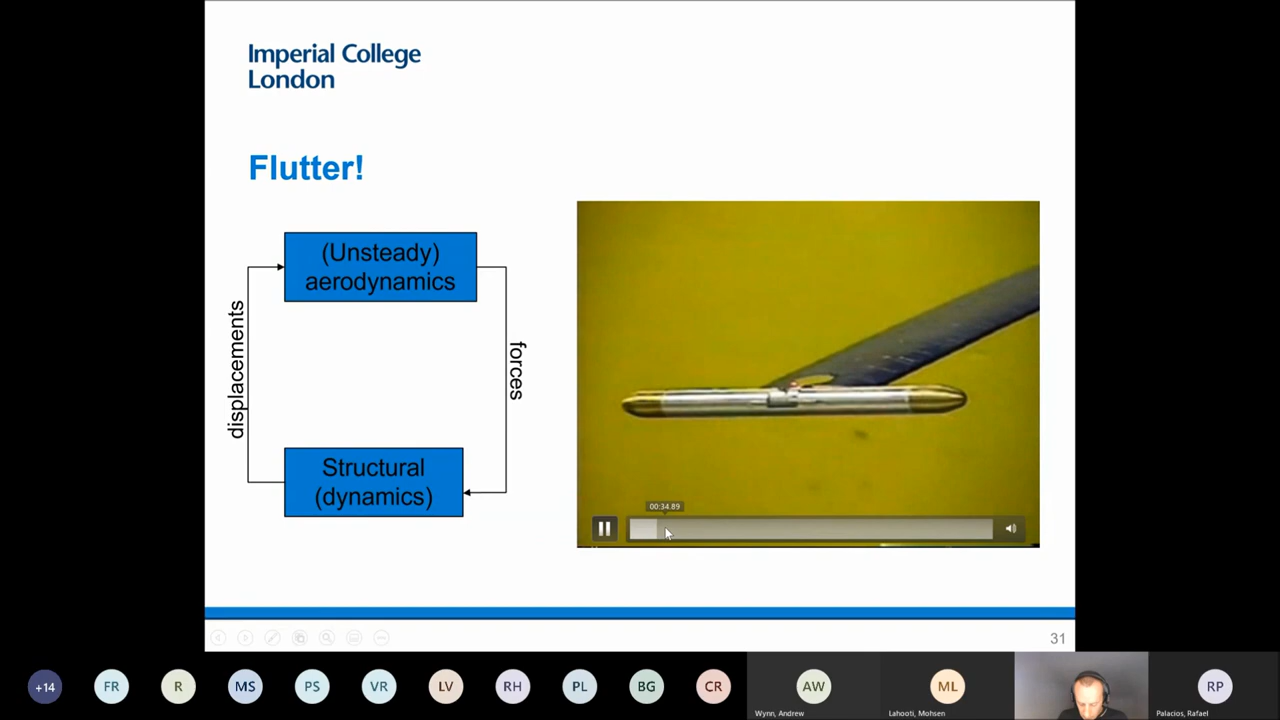 Imperial College
London
Flutter!
(Unsteady)
aerodynamics
displacements
forces
Structural
(dynamics)
00:34.89
31
+14
FR
R
MS
PS
VR
LV
RH
PL
BG
CR
AW
ML
RP
Wynn, Andrew
Lahooti, Mohsen
Palacios, Rafael